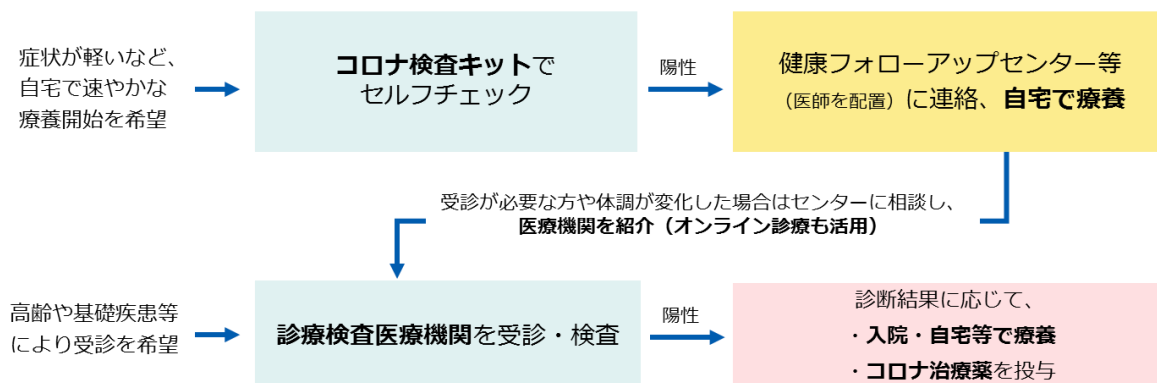 症状が軽いなど、
自宅で速やかな
療養開始を希望
コロナ検査キットで
セルフチェック
陽性
健康フォローアップセンター等
（医師を配置）に連絡、自宅で療養
受診が必要な方や体調が変化した場合はセンターに相談し、
医療機関を紹介（オンライン診療も活用）
高齢や基礎疾患等
により受診を希望
診療検査医療機関を受診・検査
陽性
診断結果に応じて、
・入院・自宅等で療養
・コロナ治療薬を投与